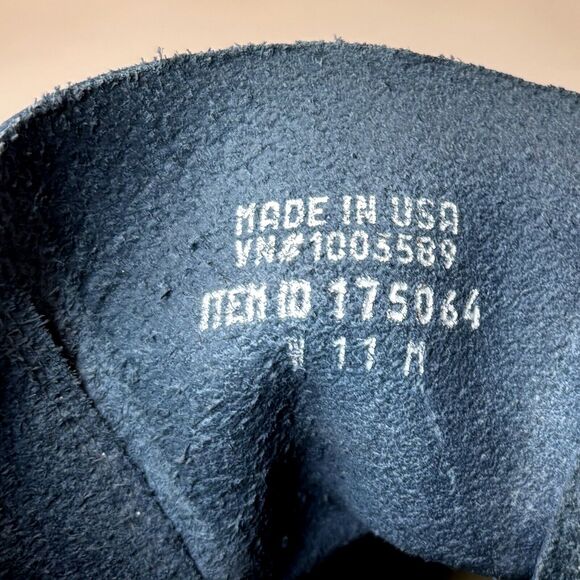 MADE IN USA
VN#1003589
ITEM ID 175064
W 11 M